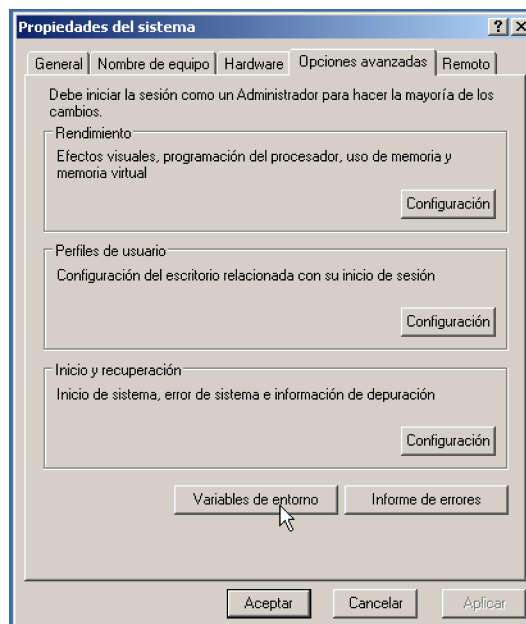 Propiedades del sistema
General Nombre de equipo Hardware Opciones avanzadas Remoto
Debe iniciar la sesión como un Administrador para hacer la mayoría de los
cambios.
Rendimiento
Efectos visuales, programación del procesador, uso de memoria y
memoria virtual
Configuración
Perfiles de usuario
Configuración del escritorio relacionada con su inicio de sesión
Configuración
Inicio y recuperación
Inicio de sistema, error de sistema e información de depuración
Configuración
Variables de entorno Informe de errores
Aceptar Cancelar Aplicar